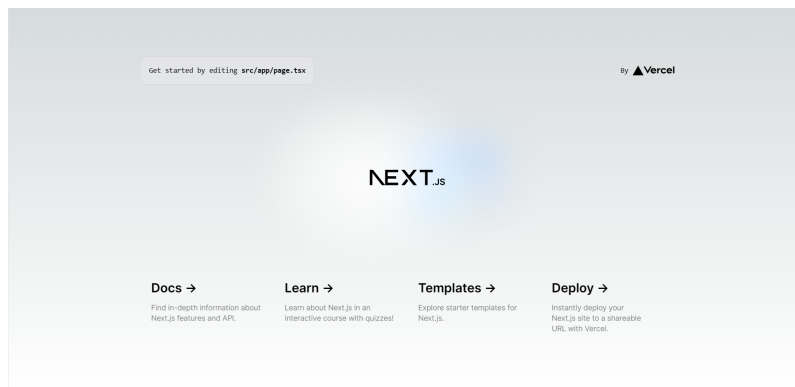 Get started by editing src/app/page.tsx
By Vercel
NEXT.JS
Docs ->
Find in-depth information about
Next.js features and API.
Learn ->
Learn about Next.js in an
interactive course with quizzes!
Templates ->
Explore starter templates for
Next.js.
Deploy ->
Instantly deploy your
Next.js site to a shareable
URL with Vercel.